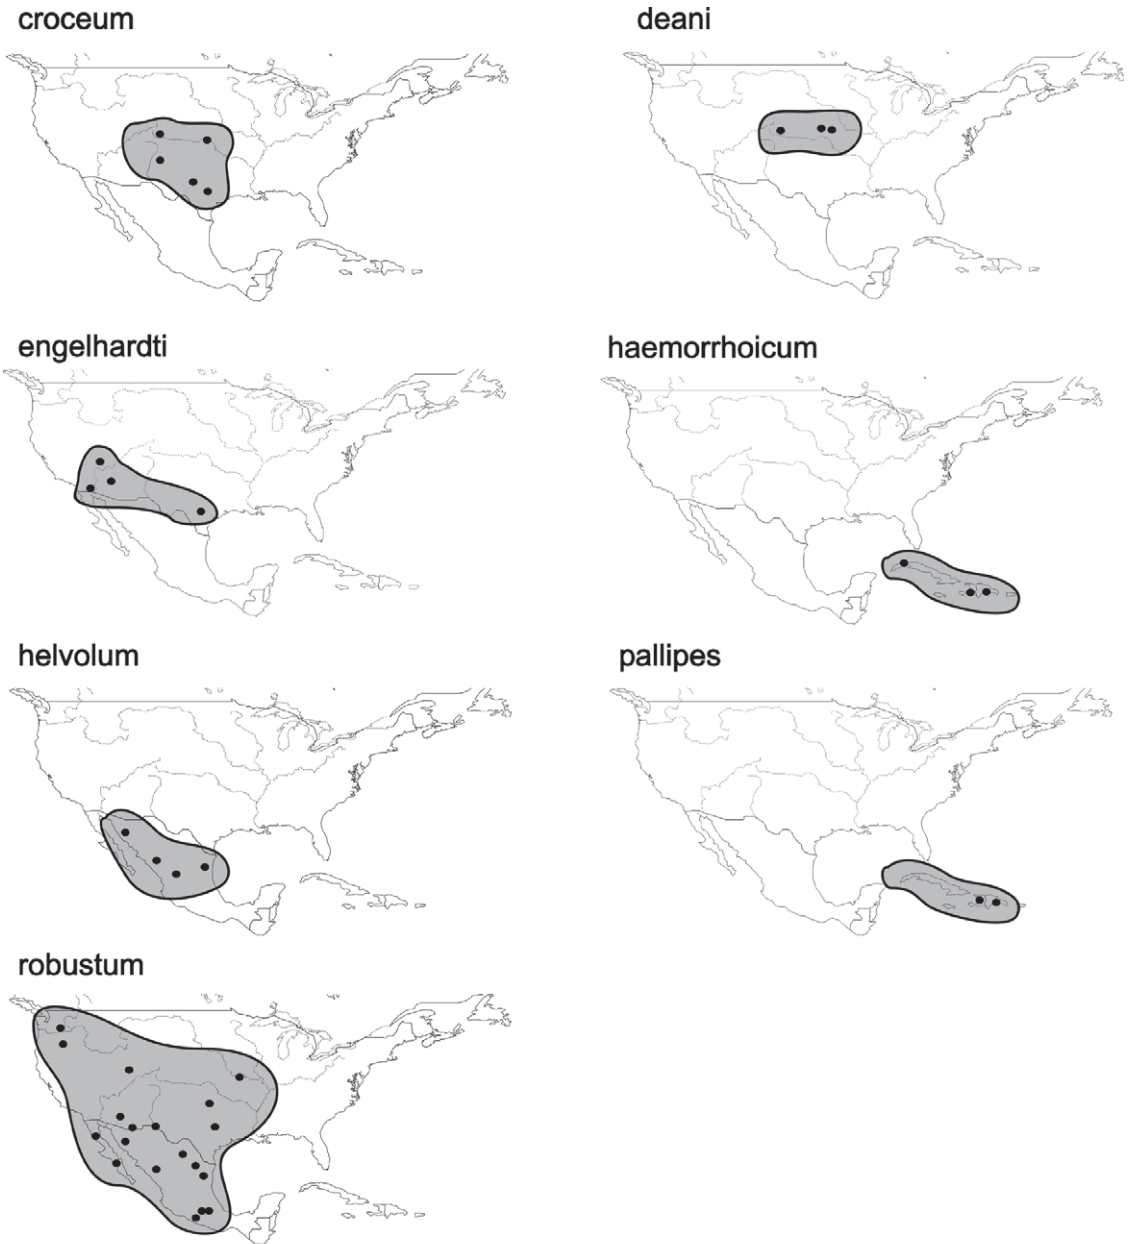 croceum
deani
engelhardti
haemorrhoicum
helvolum
pallipes
robustum